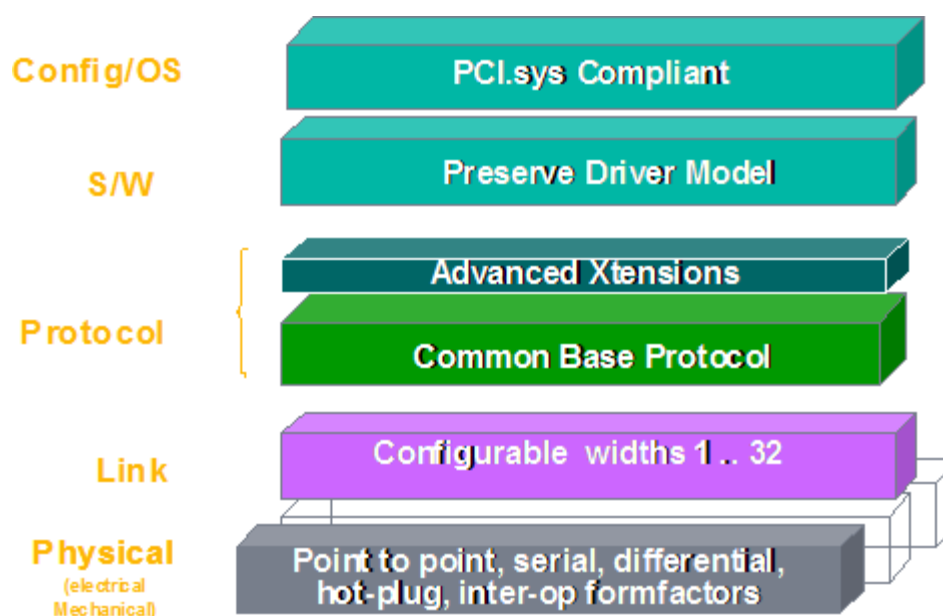 Config/OS
PCI.sys Compliant
S/W
Preserve Driver Model
Protocol
Advanced Xtensions
Common Base Protocol
Link
Configurable widths 1 .. 32
Physical
(electrical
Mechanical)
Point to point, serial, differential,
hot-plug, inter-op formfactors